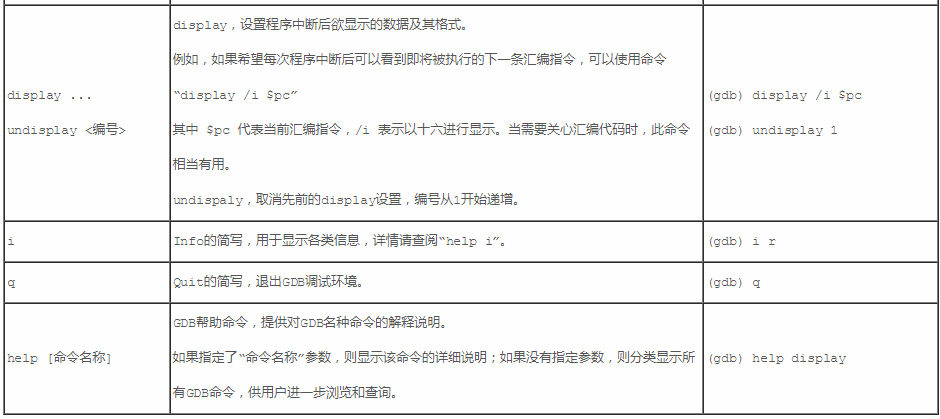 display ...
undisplay <编号>
display，设置程序中断后欲显示的数据及其格式。
例如，如果希望每次程序中断后可以看到即将被执行的下一条汇编指令，可以使用命令
“display /i $pc”
其中 $pc 代表当前汇编指令，/i 表示以十六进行显示。当需要关心汇编代码时，此命令
相当有用。
undispaly，取消先前的display设置，编号从1开始递增。
(gdb) display /i $pc
(gdb) undisplay 1
i
Info的简写，用于显示各类信息，详情请查阅“help i”。
(gdb) i r
q
Quit的简写，退出GDB调试环境。
(gdb) q
help [命令名称]
GDB帮助命令，提供对GDB名种命令的解释说明。
如果指定了“命令名称”参数，则显示该命令的详细说明；如果没有指定参数，则分类显示所
有GDB命令，供用户进一步浏览和查询。
(gdb) help display